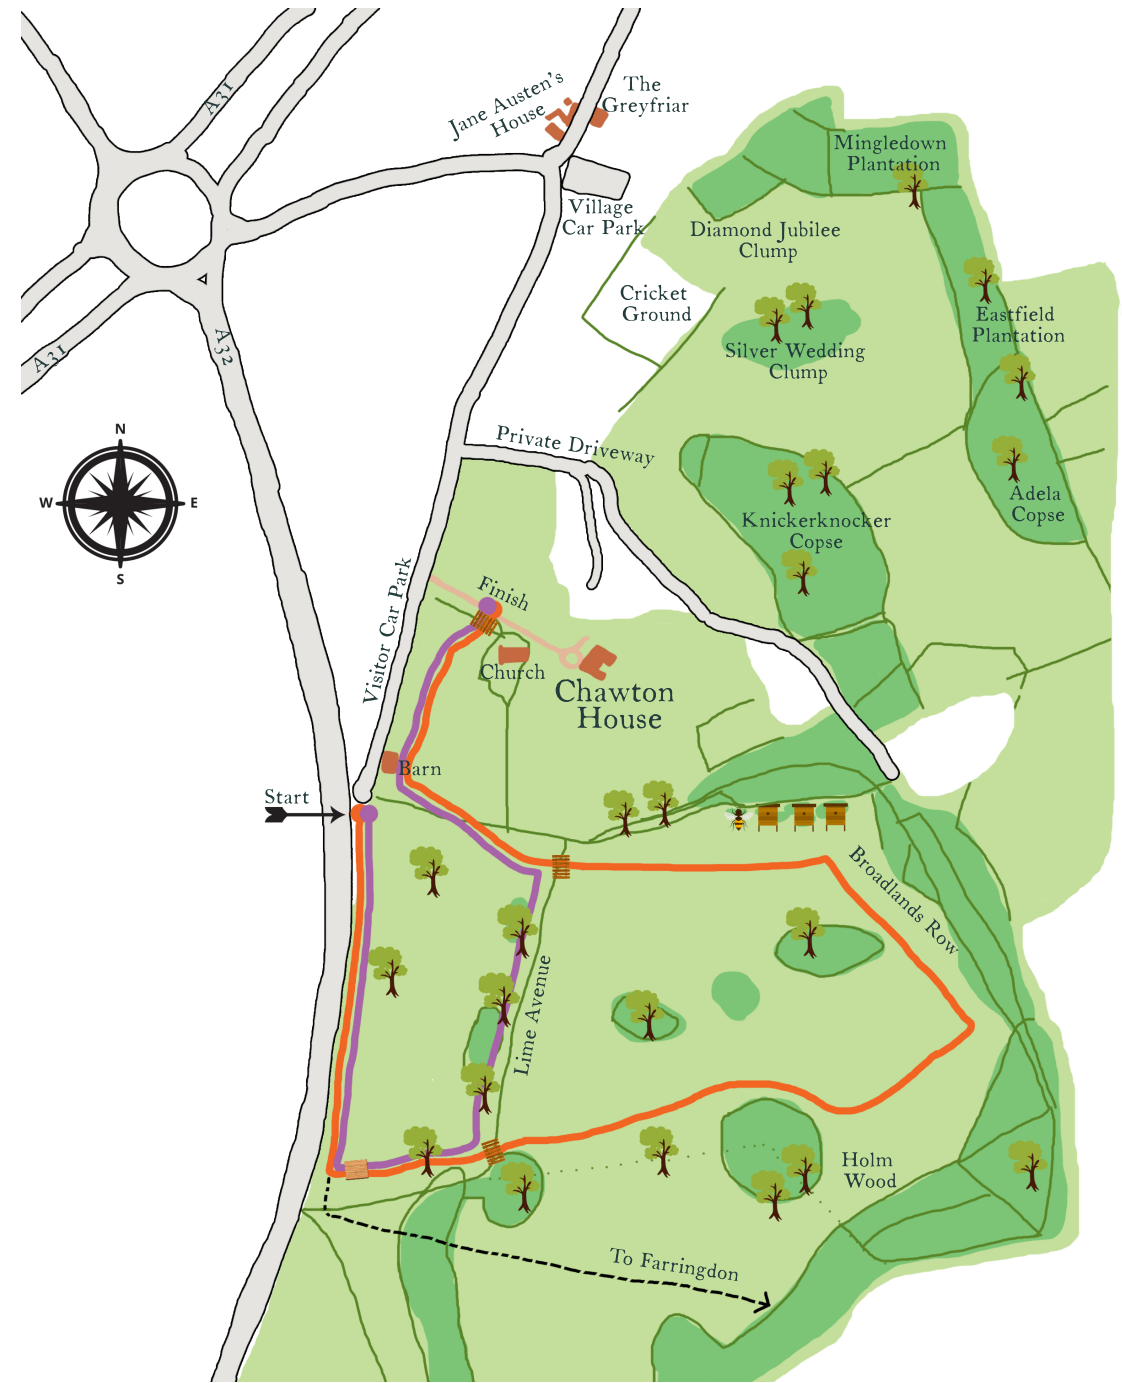 A31
Jane Austen's
House
The
Greyfriar
Mingledown
Plantation
Village
Car Park
Diamond Jubilee
Clump
Cricket
Ground
Eastfield
Plantation
A31
A32
Silver Wedding
Clump
N
W
E
S
Private Driveway
Adela
Copse
Knickerknocker
Copse
Visitor Car Park
Finish
Church
Chawton
House
Barn
Start
Broadlands Row
Lime Avenue
Holm
Wood
To Farringdon